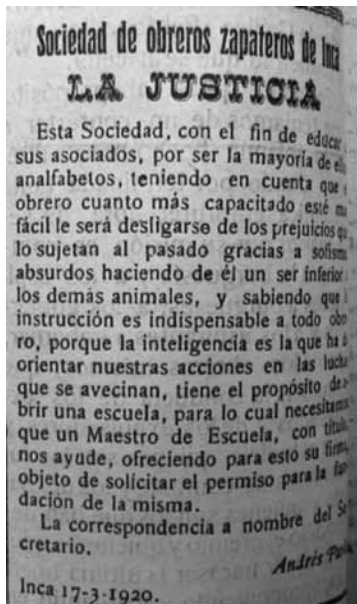 Sociedad de obreros zapateros de Inca
LA JUSTICIA
Esta Sociedad, con el fin de educar
sus asociados, por ser la mayoría de
analfabetos, teniendo en cuenta que
obrero cuanto más capacitado esté
fácil le será desligarse de los prejuicios
lo sujetan al pasado gracias a
absurdos haciendo de él un ser inferior
los demás animales, y sabiendo que
instrucción es indispensable a todo obre-
ro, porque la inteligencia es la que ha
orientar nuestras acciones en las
que se avecinan, tiene el propósito de
brir una escuela, para lo cual necesitamos
que un Maestro de Escuela, con título,
nos ayude, ofreciendo para esto su firma,
objeto de solicitar el permiso para la
dación de la misma.
La correspondencia a nombre del Se
cretario.
Andrés
Inca 17-3-1920.